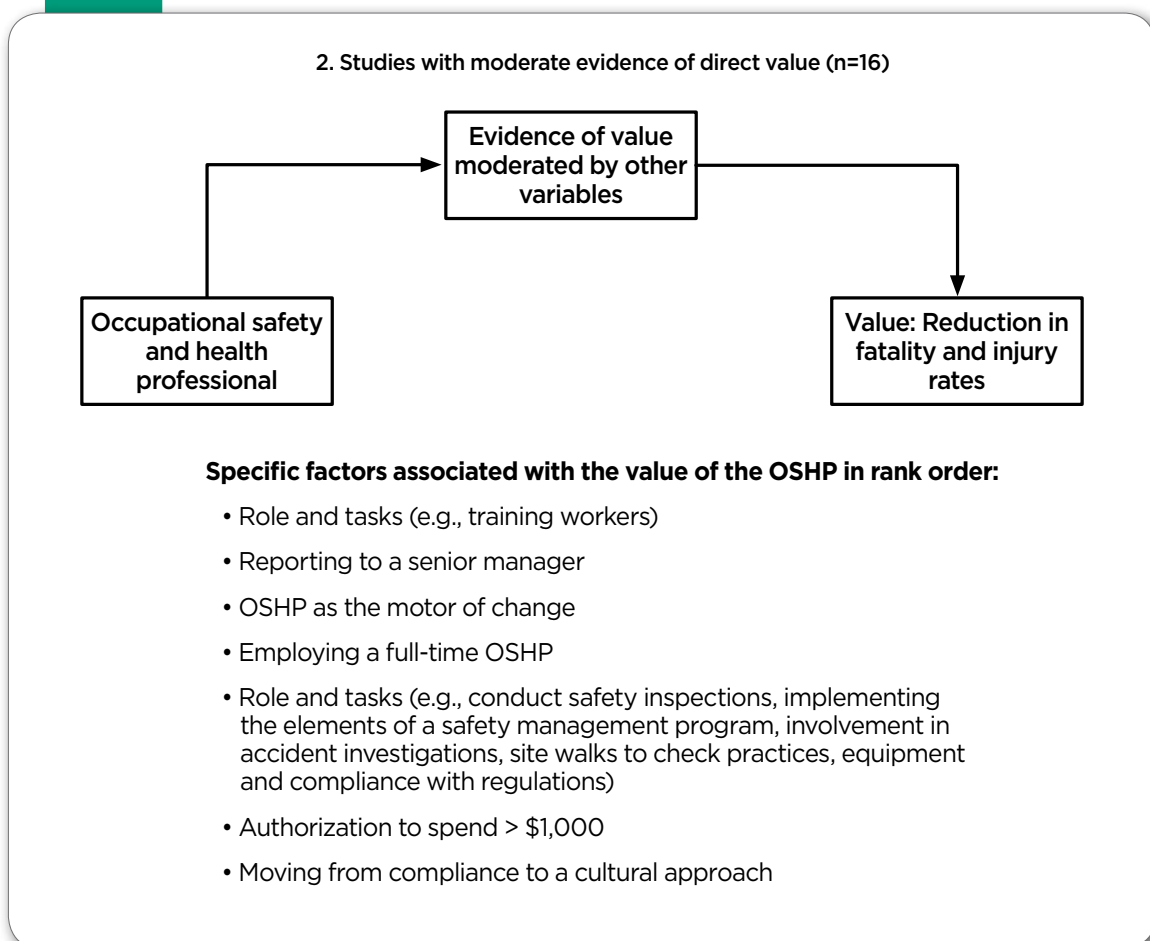 2. Studies with moderate evidence of direct value (n=16)
Evidence of value
moderated by other
variables
Occupational safety
and health
professional
Value: Reduction in
fatality and injury
rates
Specific factors associated with the value of the OSHP in rank order:
• Role and tasks (e.g., training workers)
• Reporting to a senior manager
• OSHP as the motor of change
• Employing a full-time OSHP
• Role and tasks (e.g., conduct safety inspections, implementing
the elements of a safety management program, involvement in
accident investigations, site walks to check practices, equipment
and compliance with regulations)
• Authorization to spend > $1,000
• Moving from compliance to a cultural approach